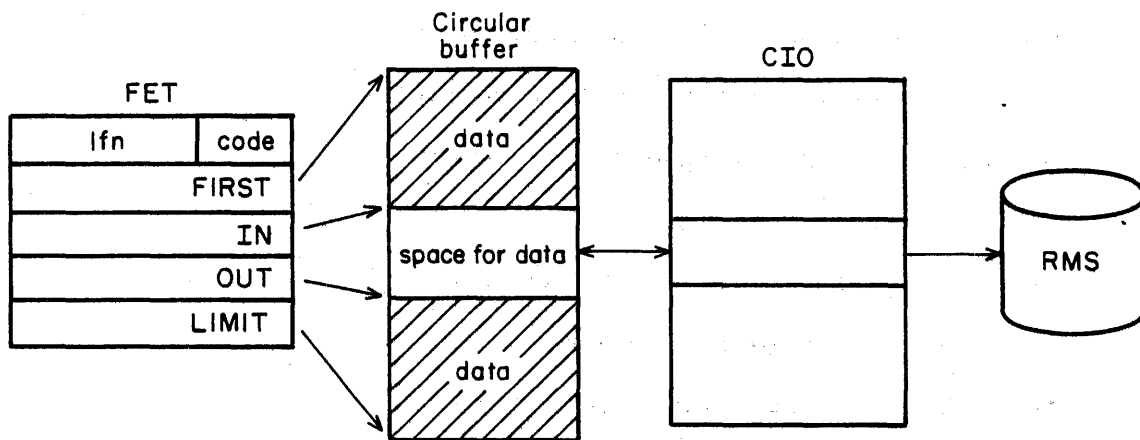 FET
lfn
code
FIRST
IN
OUT
LIMIT
Circular
buffer
data
space for data
data
CIO
RMS